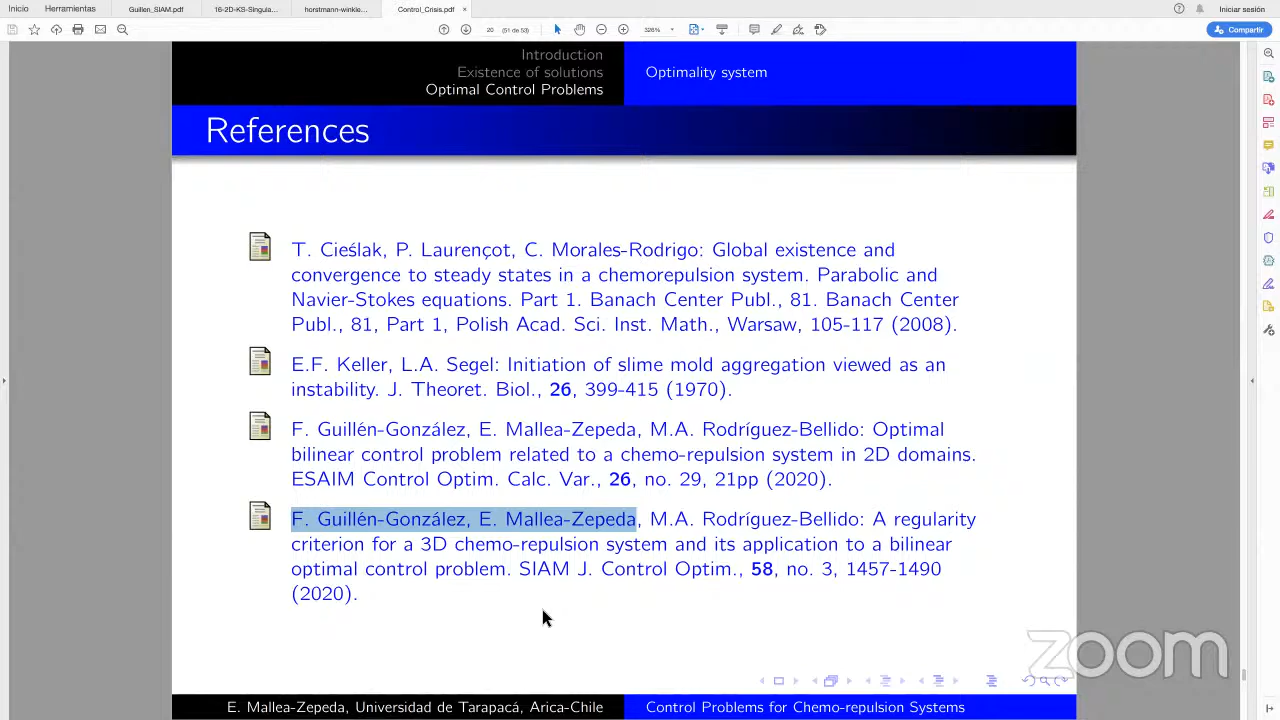 Inicio Herramientas Guillen_SIAM.pdf 16-2D-KS-Singula... horstmann-winkle... Control_Crisis.pdf × Iniciar sesión
20 (51 de 53) 326% Compartir
Introduction
Existence of solutions
Optimal Control Problems
Optimality system
References
T. Cieślak, P. Laurençot, C. Morales-Rodrigo: Global existence and
convergence to steady states in a chemorepulsion system. Parabolic and
Navier-Stokes equations. Part 1. Banach Center Publ., 81. Banach Center
Publ., 81, Part 1, Polish Acad. Sci. Inst. Math., Warsaw, 105-117 (2008).
E.F. Keller, L.A. Segel: Initiation of slime mold aggregation viewed as an
instability. J. Theoret. Biol., 26, 399-415 (1970).
F. Guillén-González, E. Mallea-Zepeda, M.A. Rodríguez-Bellido: Optimal
bilinear control problem related to a chemo-repulsion system in 2D domains.
ESAIM Control Optim. Calc. Var., 26, no. 29, 21pp (2020).
F. Guillén-González, E. Mallea-Zepeda, M.A. Rodríguez-Bellido: A regularity
criterion for a 3D chemo-repulsion system and its application to a bilinear
optimal control problem. SIAM J. Control Optim., 58, no. 3, 1457-1490
(2020).
zoom
E. Mallea-Zepeda, Universidad de Tarapacá, Arica-Chile
Control Problems for Chemo-repulsion Systems